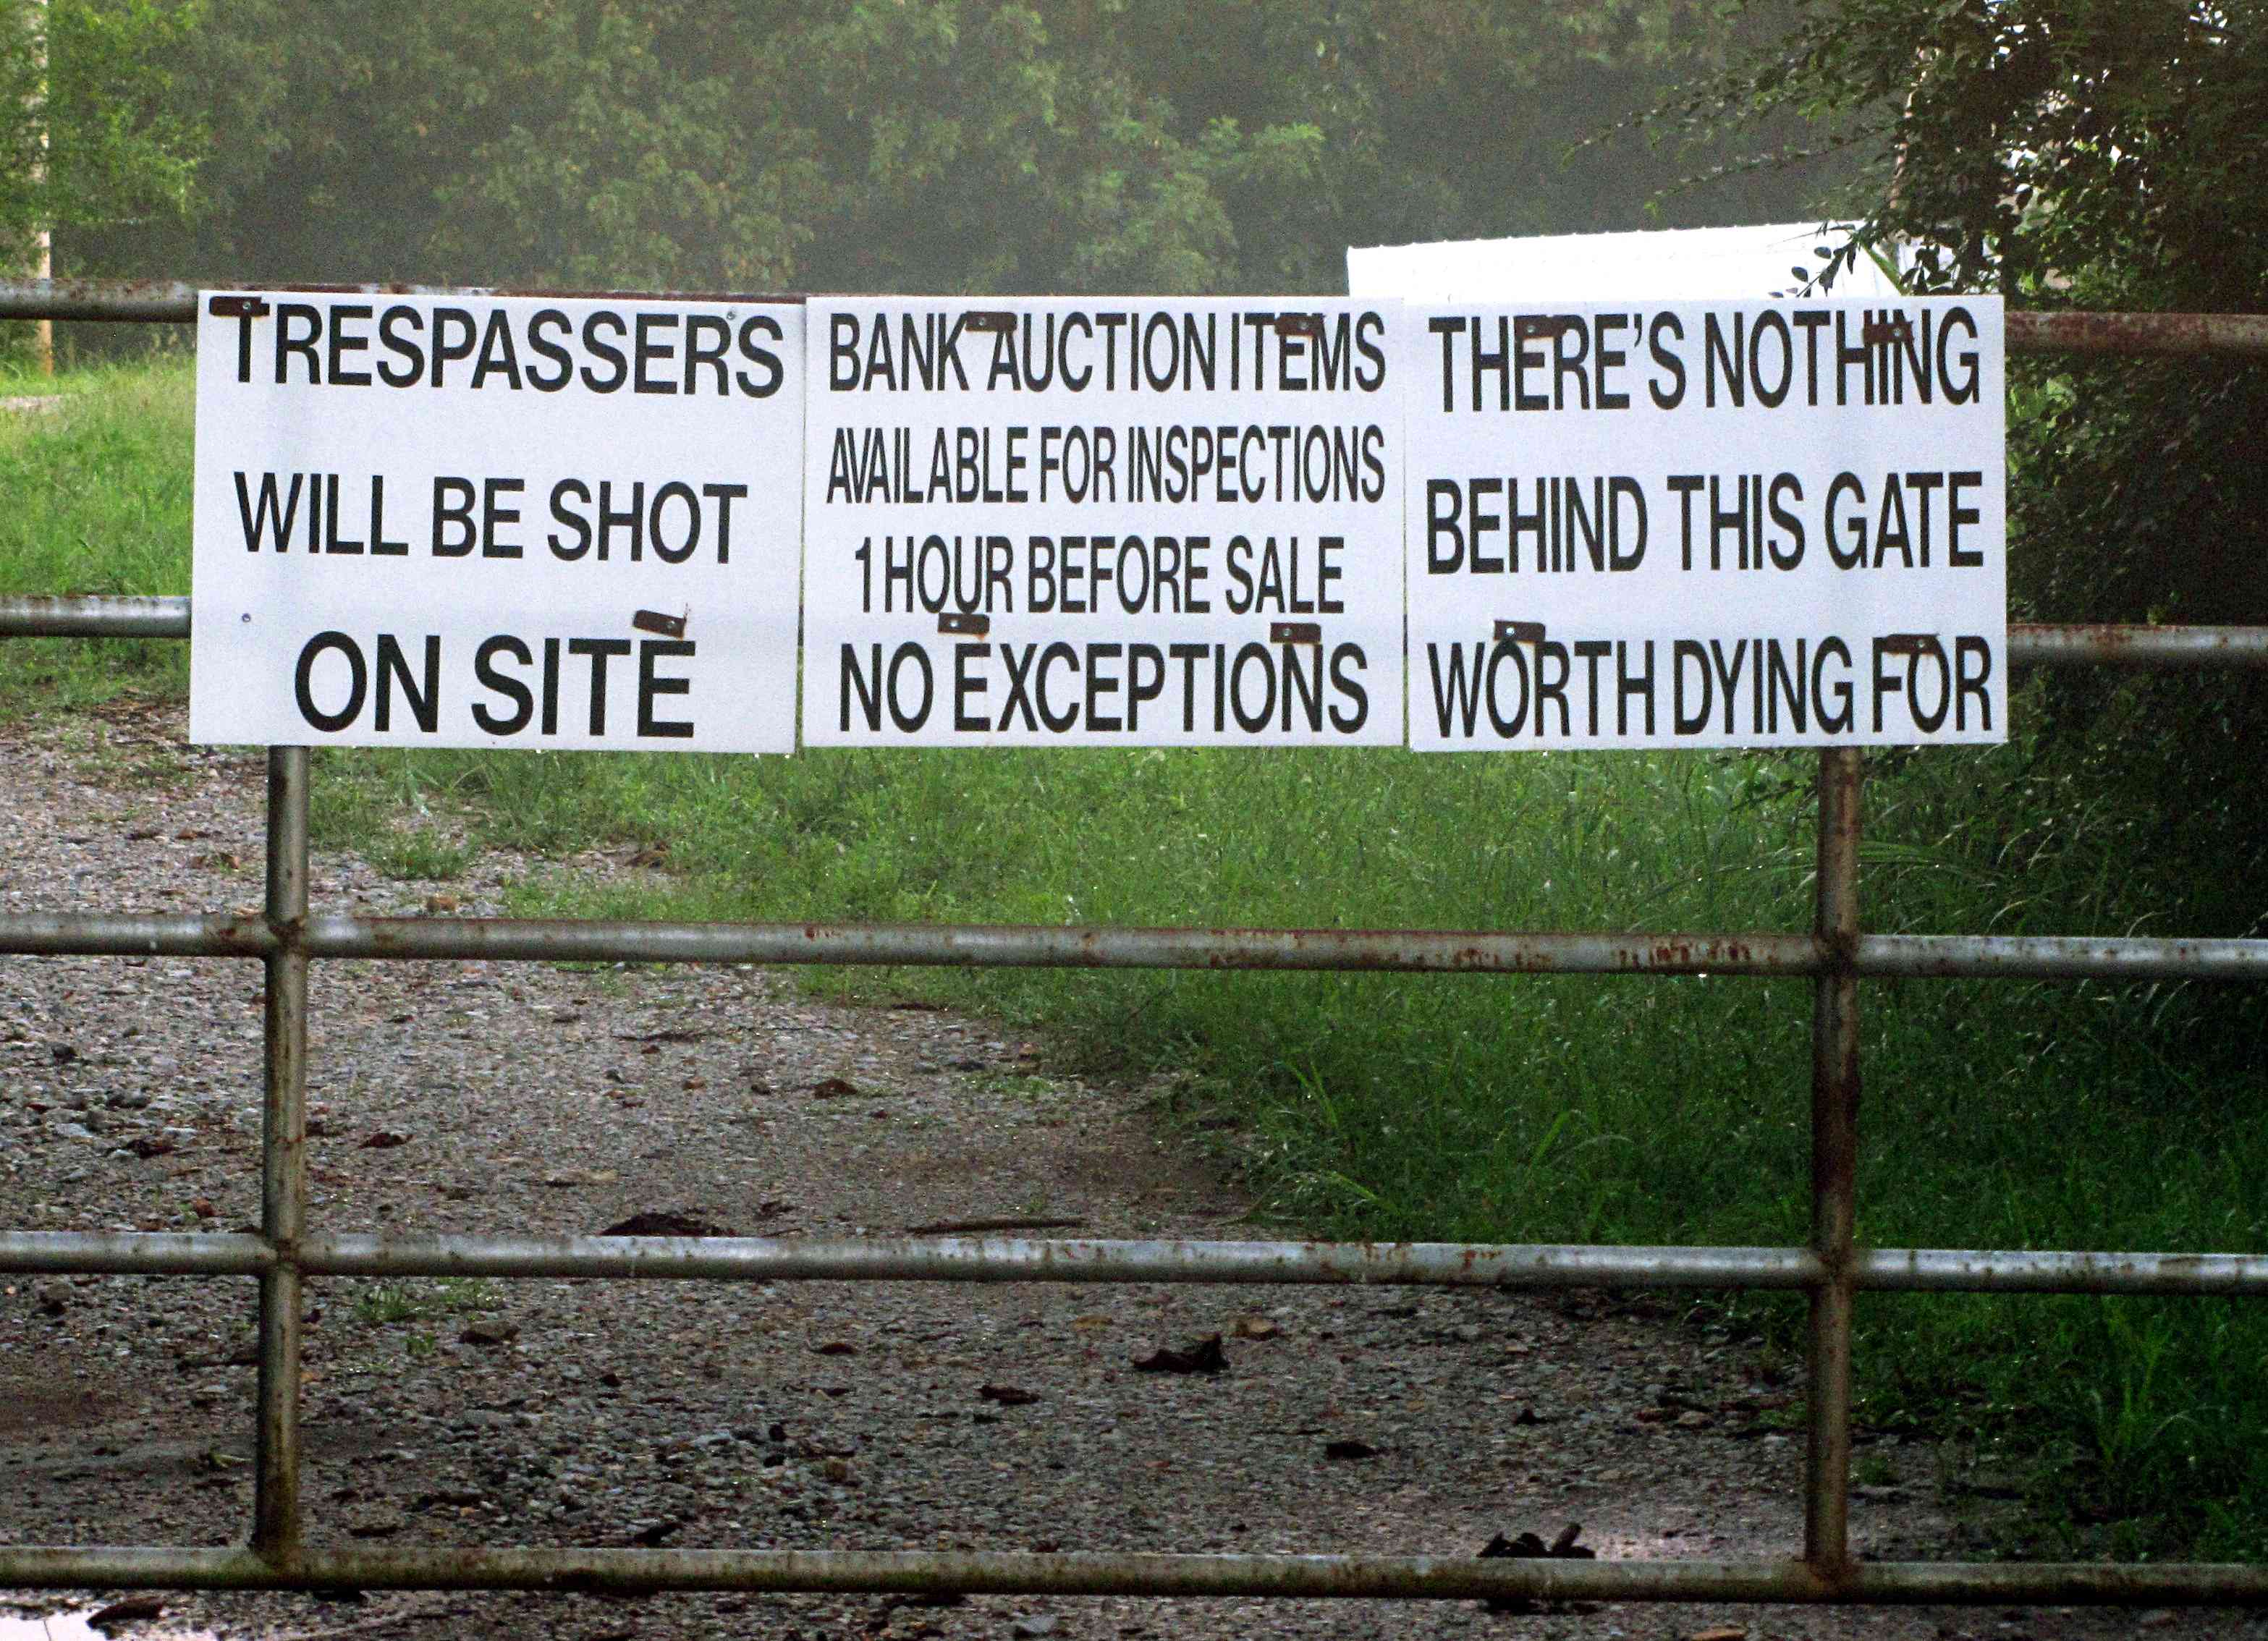 TRESPASSERS
WILL BE SHOT
ON SITE
BANK AUCTION ITEMS
AVAILABLE FOR INSPECTIONS
1 HOUR BEFORE SALE
NO EXCEPTIONS
THERE'S NOTHING
BEHIND THIS GATE
WORTH DYING FOR